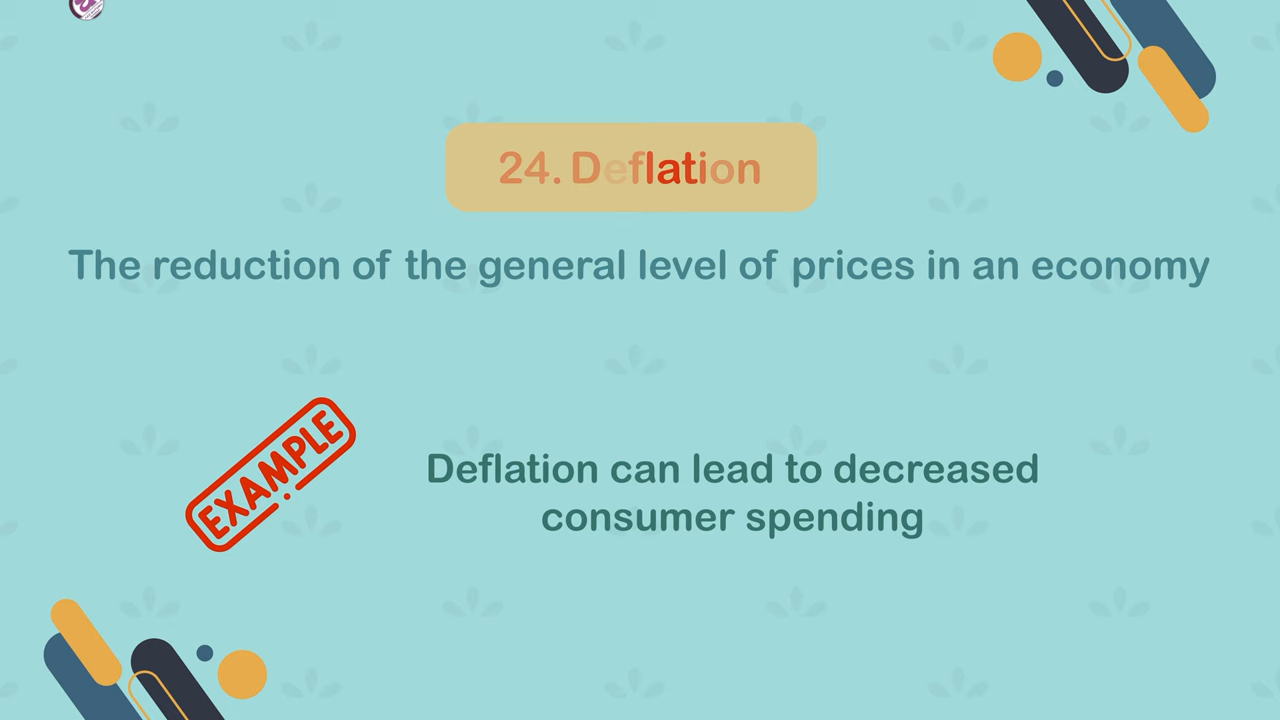 24. Deflation
The reduction of the general level of prices in an economy
EXAMPLE
Deflation can lead to decreased
consumer spending